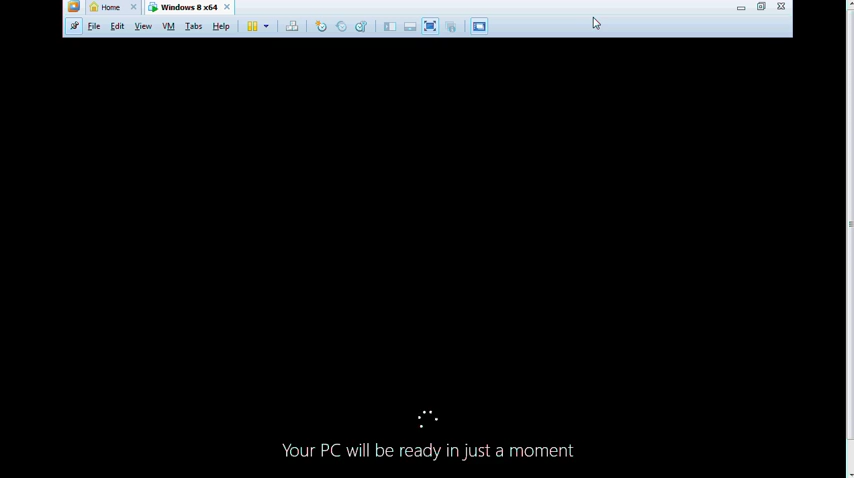 Home Windows 8 x64
File Edit View VM Tabs Help
Your PC will be ready in just a moment